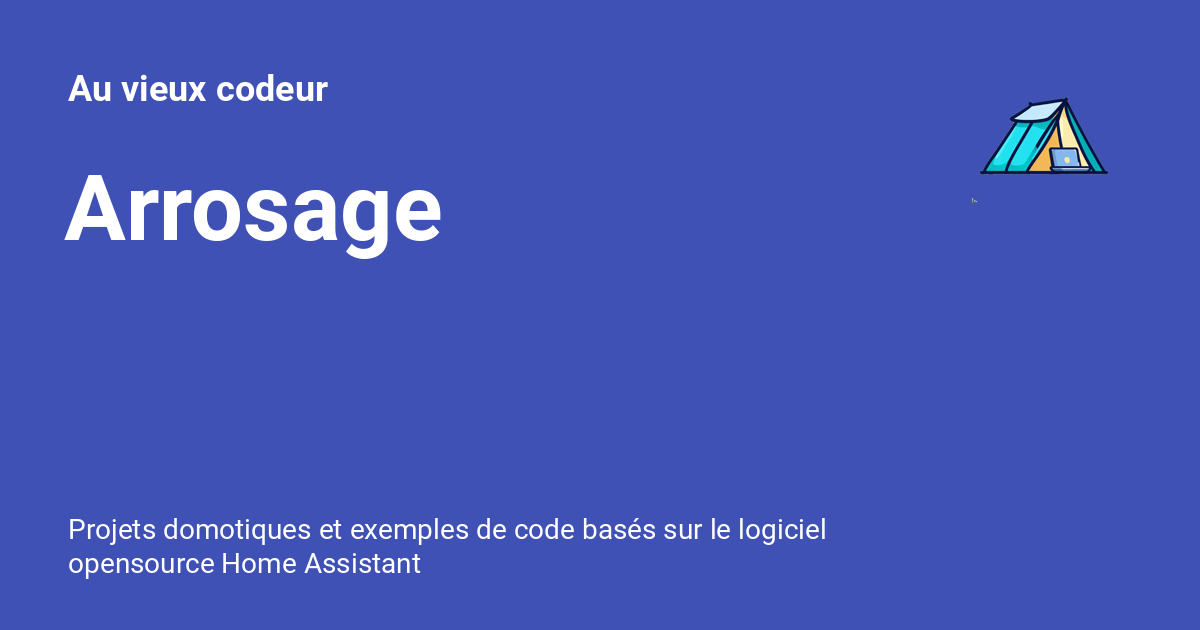 Au vieux codeur
Arrosage
Projets domotiques et exemples de code basés sur le logiciel
opensource Home Assistant